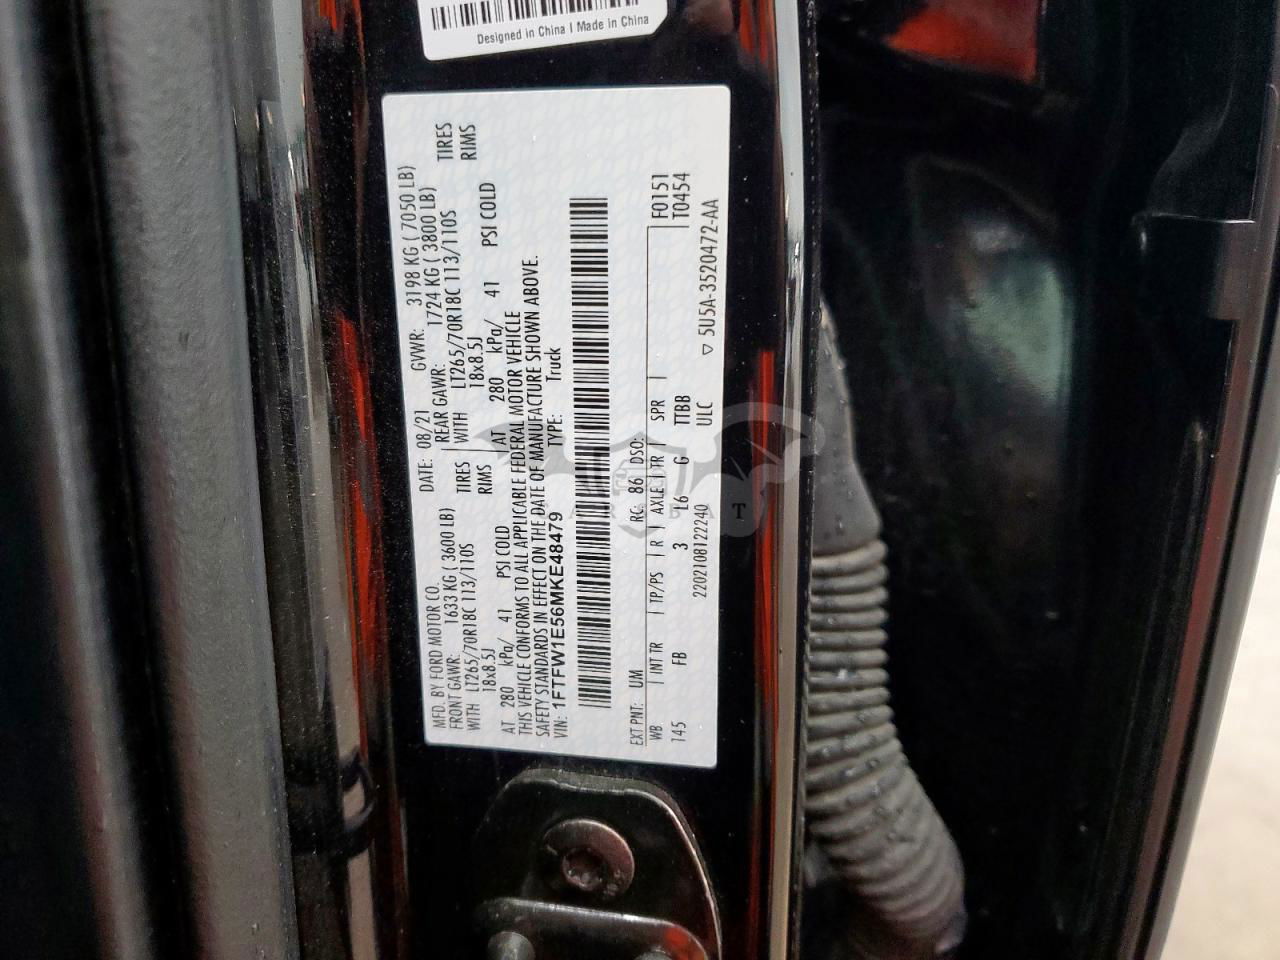 Designed in China I Made in China
MFD. BY FORD MOTOR CO. DATE: 08/21 GVWR: 3198 KG ( 7050 LB)
FRONT GAWR: 1633 KG ( 3600 LB) REAR GAWR: 1724 KG ( 3800 LB)
WITH LT265/70R18C 113/110S TIRES WITH LT265/70R18C 113/110S TIRES
18x8.5J RIMS 18x8.5J RIMS
AT 280 kPa/ 41 PSI COLD AT 280 kPa/ 41 PSI COLD
THIS VEHICLE CONFORMS TO ALL APPLICABLE FEDERAL MOTOR VEHICLE
SAFETY STANDARDS IN EFFECT ON THE DATE OF MANUFACTURE SHOWN ABOVE.
VIN: 1FTFW1E56MKE48479 TYPE: Truck
EXT PNT: UM RC: 86 DSO: F0151
WB INT TR TP/PS R AXLE TR SPR T0454
145 FB 3 L6 G TTBB
2202108122240 ULC ▽ 5U5A-3520472-AA